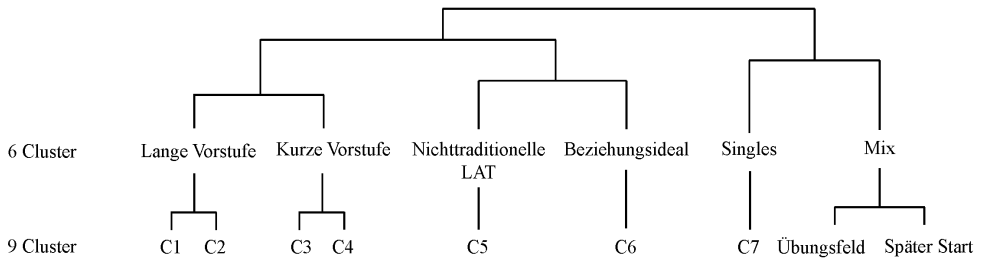 6 Cluster Lange Vorstufe Kurze Vorstufe Nichttraditionelle LAT Beziehungsideal Singles Mix
9 Cluster C1 C2 C3 C4 C5 C6 C7 Übungsfeld Später Start